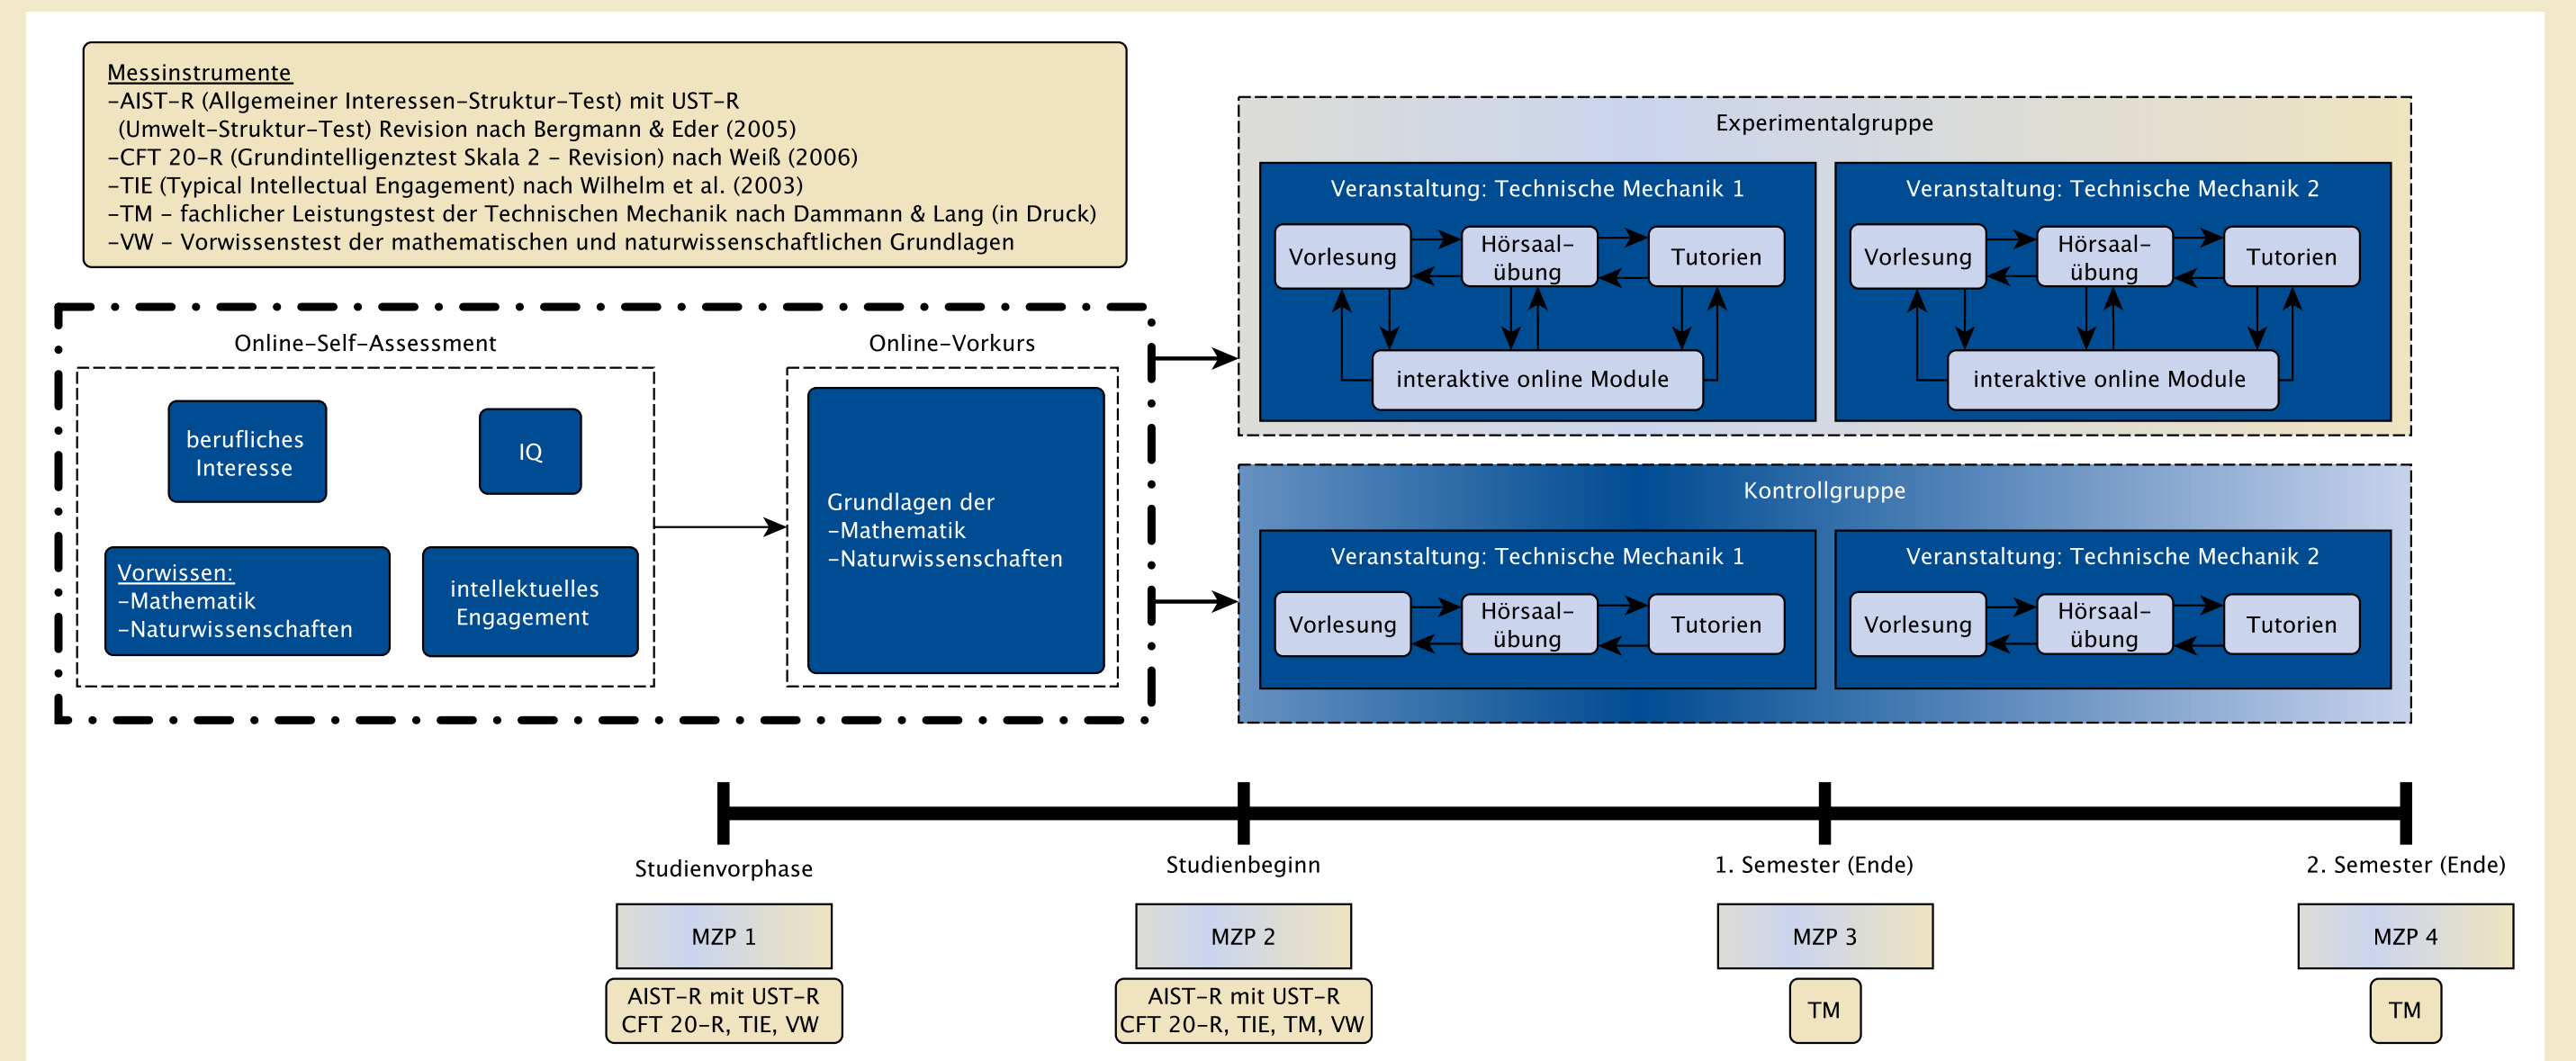 Messinstrumente
–AIST–R (Allgemeiner Interessen–Struktur–Test) mit UST–R
(Umwelt–Struktur–Test) Revision nach Bergmann & Eder (2005)
–CFT 20–R (Grundintelligenztest Skala 2 – Revision) nach Weiß (2006)
–TIE (Typical Intellectual Engagement) nach Wilhelm et al. (2003)
–TM – fachlicher Leistungstest der Technischen Mechanik nach Dammann & Lang (in Druck)
–VW – Vorwissenstest der mathematischen und naturwissenschaftlichen Grundlagen
Online–Self–Assessment
berufliches
Interesse
IQ
Vorwissen:
–Mathematik
–Naturwissenschaften
intellektuelles
Engagement
Online–Vorkurs
Grundlagen der
–Mathematik
–Naturwissenschaften
Experimentalgruppe
Veranstaltung: Technische Mechanik 1
Vorlesung
Hörsaal–
übung
Tutorien
interaktive online Module
Veranstaltung: Technische Mechanik 2
Vorlesung
Hörsaal–
übung
Tutorien
interaktive online Module
Kontrollgruppe
Veranstaltung: Technische Mechanik 1
Vorlesung
Hörsaal–
übung
Tutorien
Veranstaltung: Technische Mechanik 2
Vorlesung
Hörsaal–
übung
Tutorien
Studienvorphase
Studienbeginn
1. Semester (Ende)
2. Semester (Ende)
MZP 1
MZP 2
MZP 3
MZP 4
AIST–R mit UST–R
CFT 20–R, TIE, VW
AIST–R mit UST–R
CFT 20–R, TIE, TM, VW
TM
TM